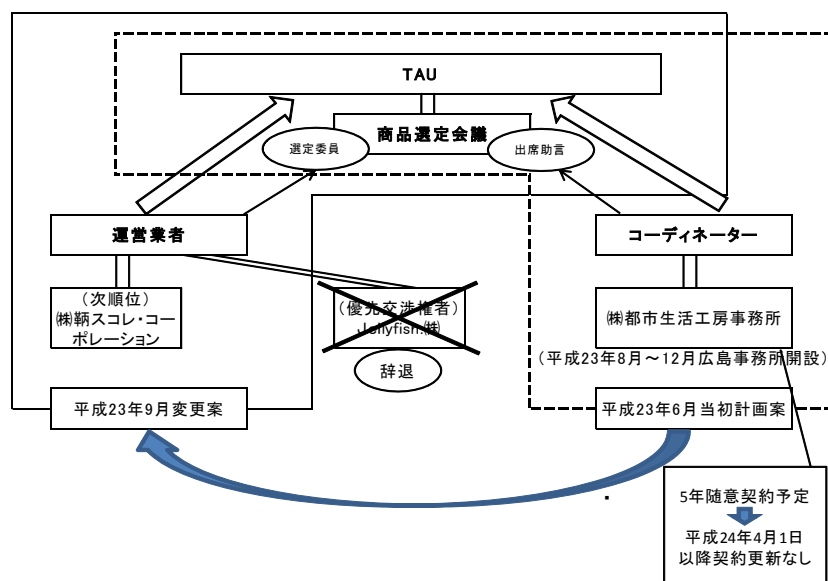 TAU
商品選定会議
選定委員
出席助言
運営業者
コーディネーター
(次順位)
㈱鞆スコレ・コー
ポレーション
(優先交渉権者)
Jellyfish.㈱
辞退
㈱都市生活工房事務所
(平成23年8月~12月広島事務所開設)
平成23年9月変更案
平成23年6月当初計画案
5年随意契約予定
平成24年4月1日
以降契約更新なし